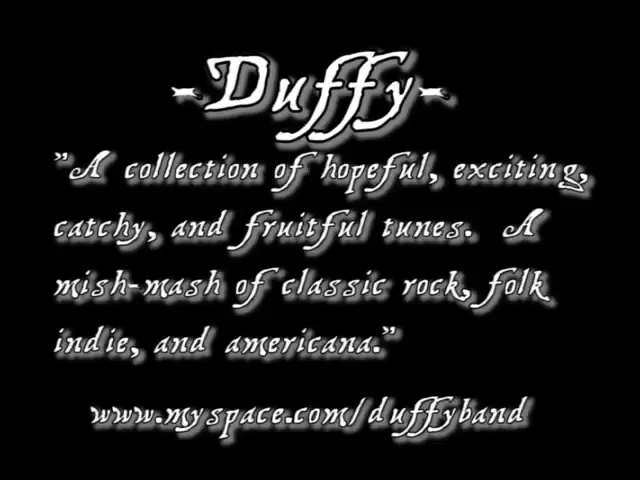 -Duffy-
"A collection of hopeful, exciting,
catchy, and fruitful tunes. A
mish-mash of classic rock, folk
indie, and americana."
www.myspace.com/duffyband